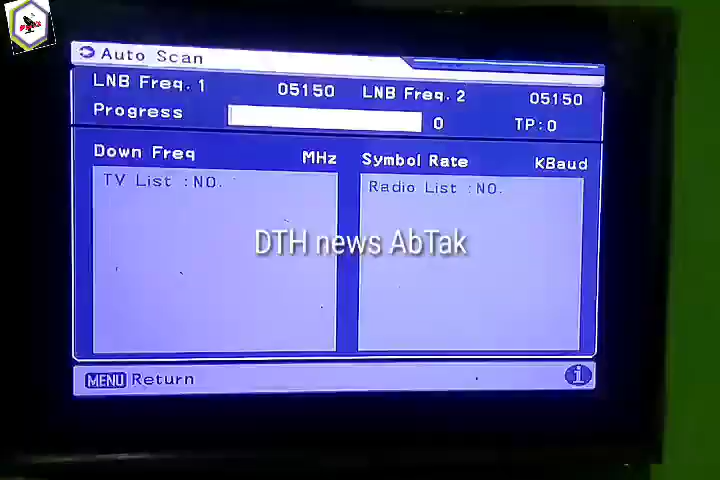 Auto Scan
LNB Freq. 1 05150 LNB Freq. 2 05150
Progress 0 TP:0
Down Freq MHz Symbol Rate KBaud
TV List :NO. Radio List :NO.
DTH news AbTak
MENU Return i